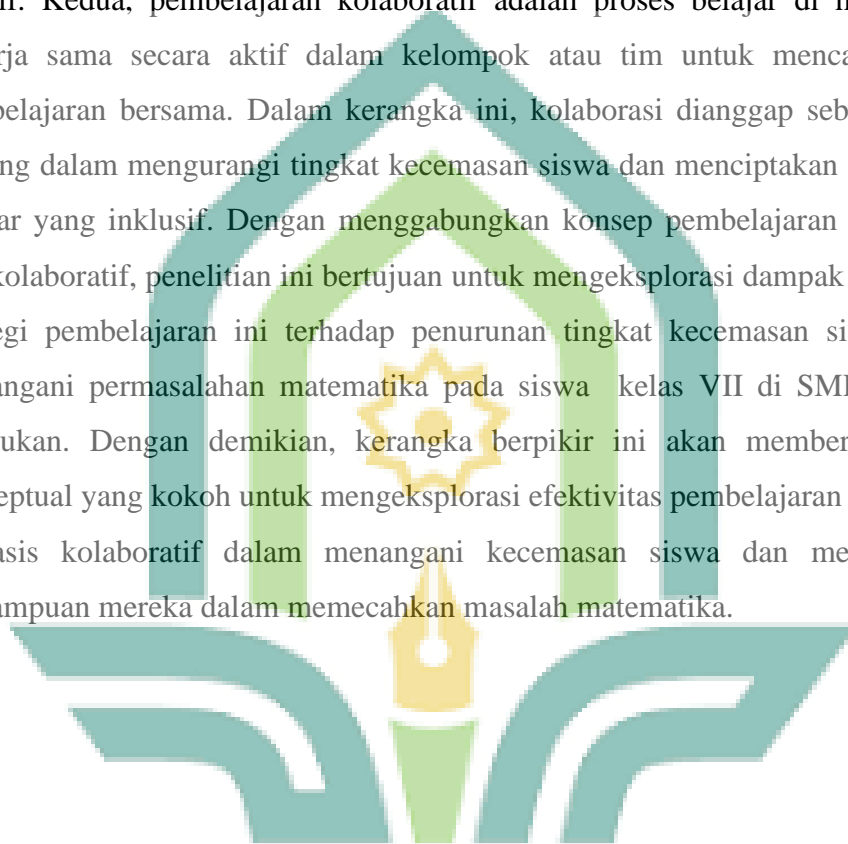 if. Kedua, pembelajaran kolaboratif adalah proses belajar di
rja sama secara aktif dalam kelompok atau tim untuk menca
belajaran bersama. Dalam kerangka ini, kolaborasi dianggap seb
ng dalam mengurangi tingkat kecemasan siswa dan menciptakan
ar yang inklusif. Dengan menggabungkan konsep pembelajaran
kolaboratif, penelitian ini bertujuan untuk mengeksplorasi dampak
egi pembelajaran ini terhadap penurunan tingkat kecemasan si
angani permasalahan matematika pada siswa kelas VII di SMP
ukan. Dengan demikian, kerangka berpikir ini akan member
eptual yang kokoh untuk mengeksplorasi efektivitas pembelajaran
asis kolaboratif dalam menangani kecemasan siswa dan me
ampuan mereka dalam memecahkan masalah matematika.